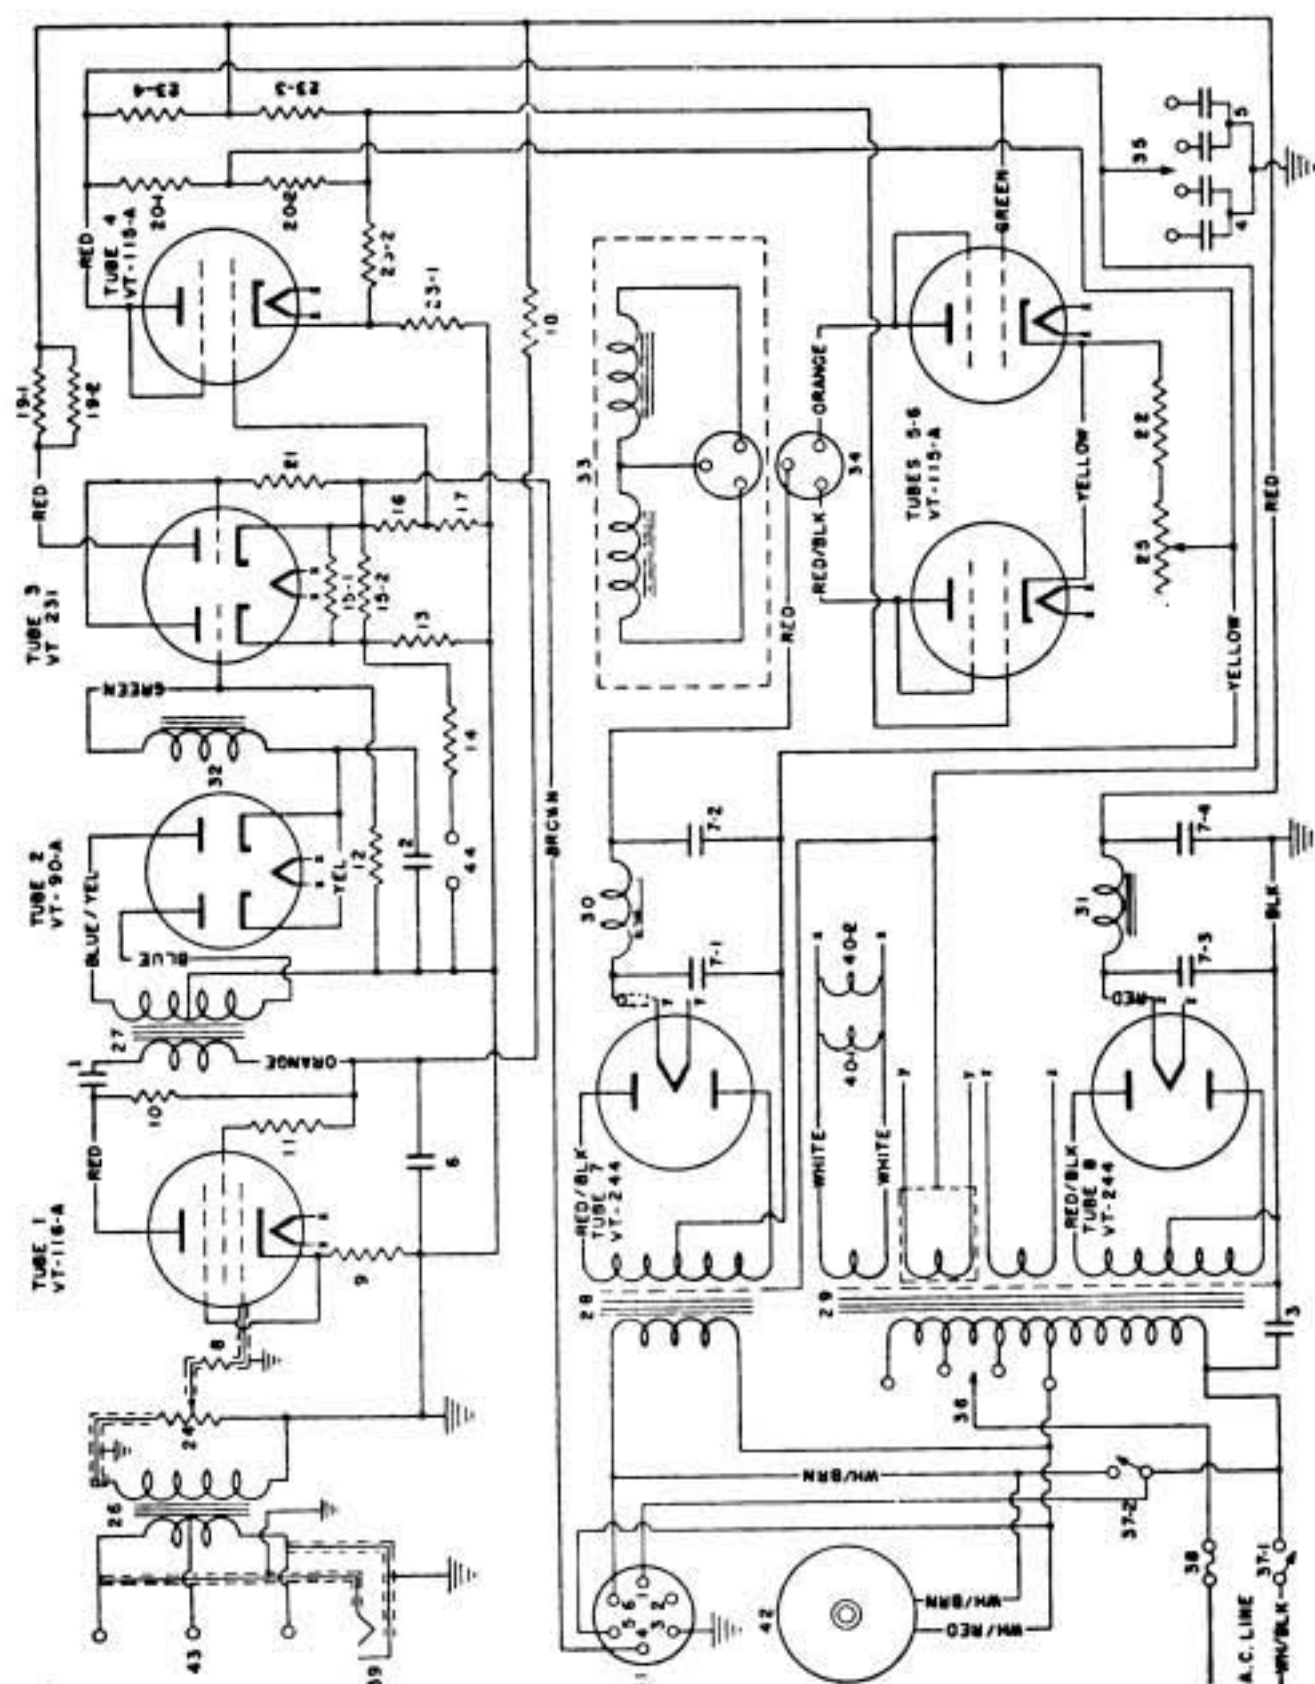 23-4
23-3
5
35
4
20-1
20-2
RED
TUBE 4
VT-115-A
23-2
23-1
GREEN
10
19-1
19-2
ORANGE
TUBES 5-6
VT-115-A
22
33
34
21
RED
YELLOW
RED
16
17
RED/BLK
25
TUBE 3
VT 231
15-1
15-2
13
RED
YELLOW
GREEN
14
32
BROWN
TUBE 2
VT-90-A
BLUE/YEL
YEL
12
2
44
7-2
7-4
30
31
BLK
40-2
BLUE
7-1
7-3
RED
27
1
ORANGE
40-1
10
11
RED
6
WHITE
WHITE
RED/BLK
TUBE 7
VT-244
RED/BLK
TUBE 8
VT-244
TUBE 1
VT-116-A
9
28
29
3
8
36
24
WH/BRN
26
37-2
38
37-1
6
1
5
2
4
3
42
WH/BRN
WH/RED
43
A.C. LINE
WH/BLK